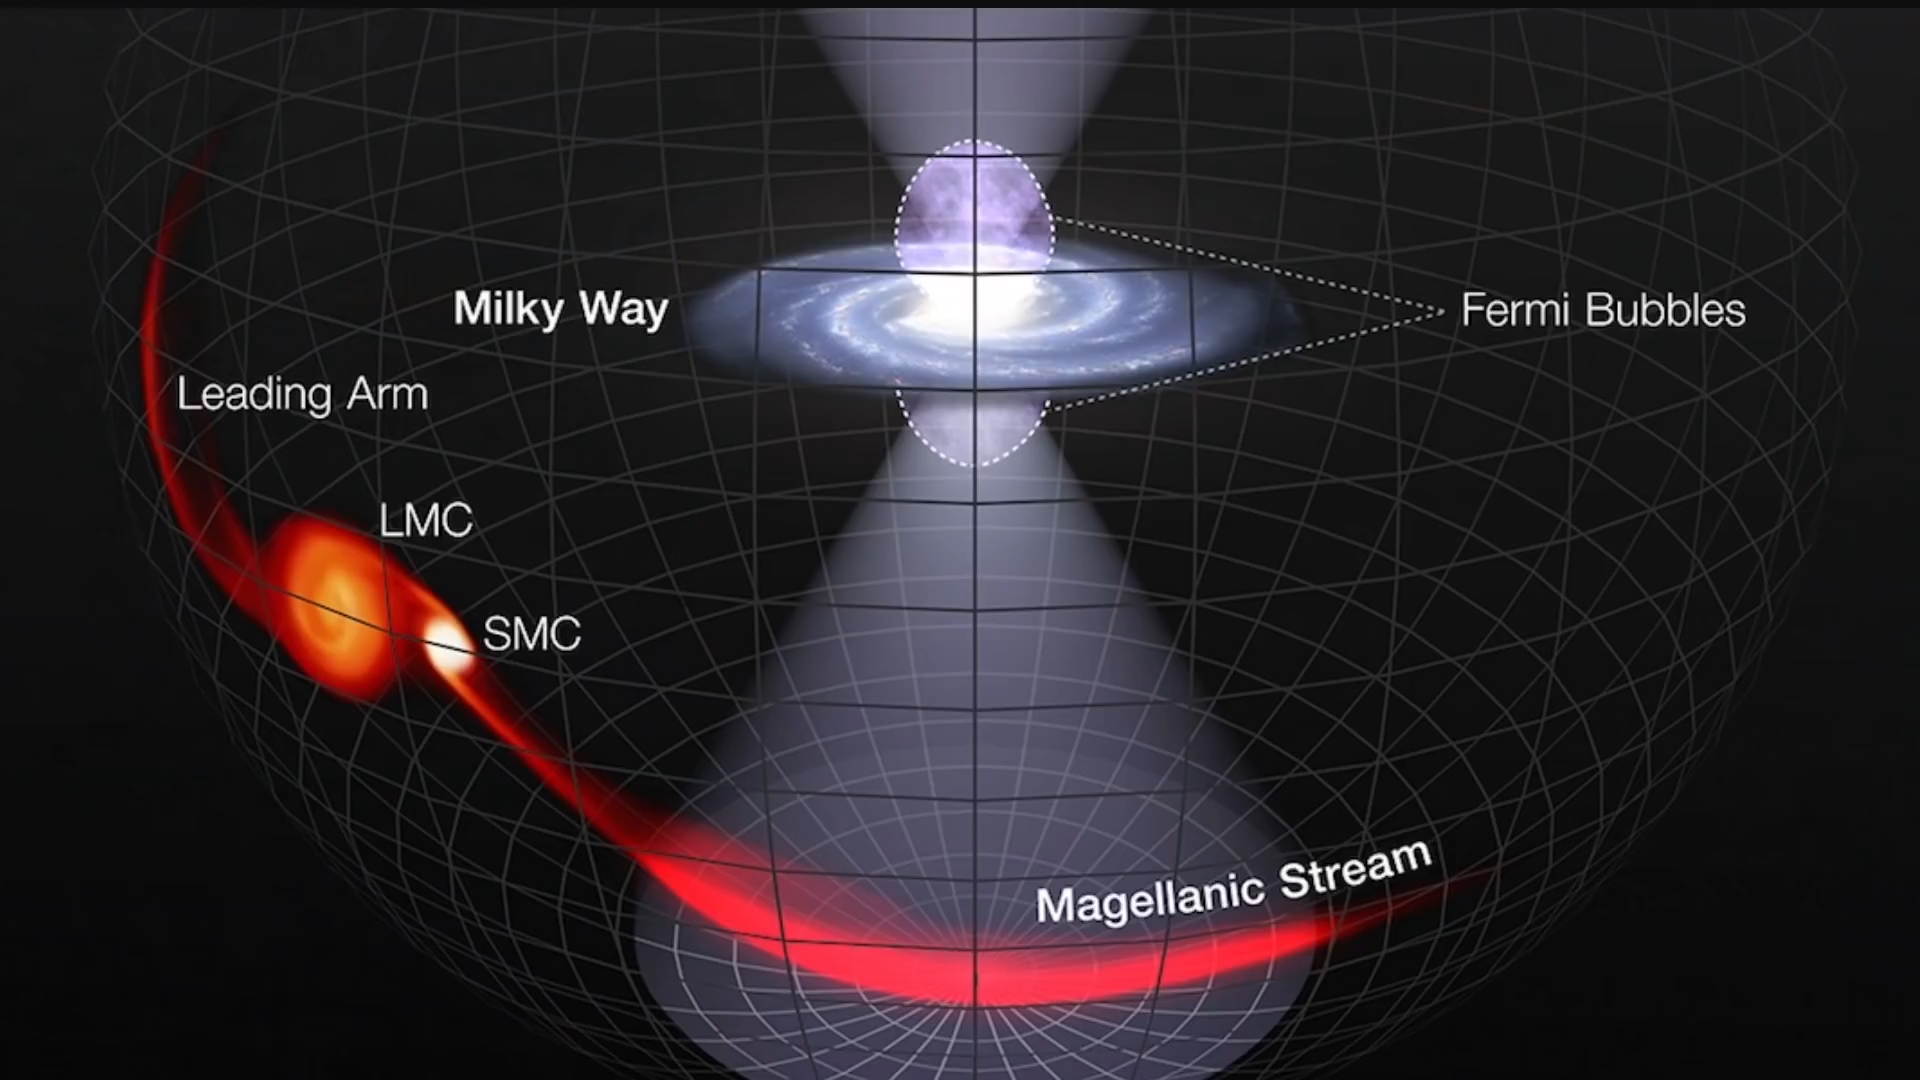 Milky Way
Fermi Bubbles
Leading Arm
LMC
SMC
Magellanic Stream